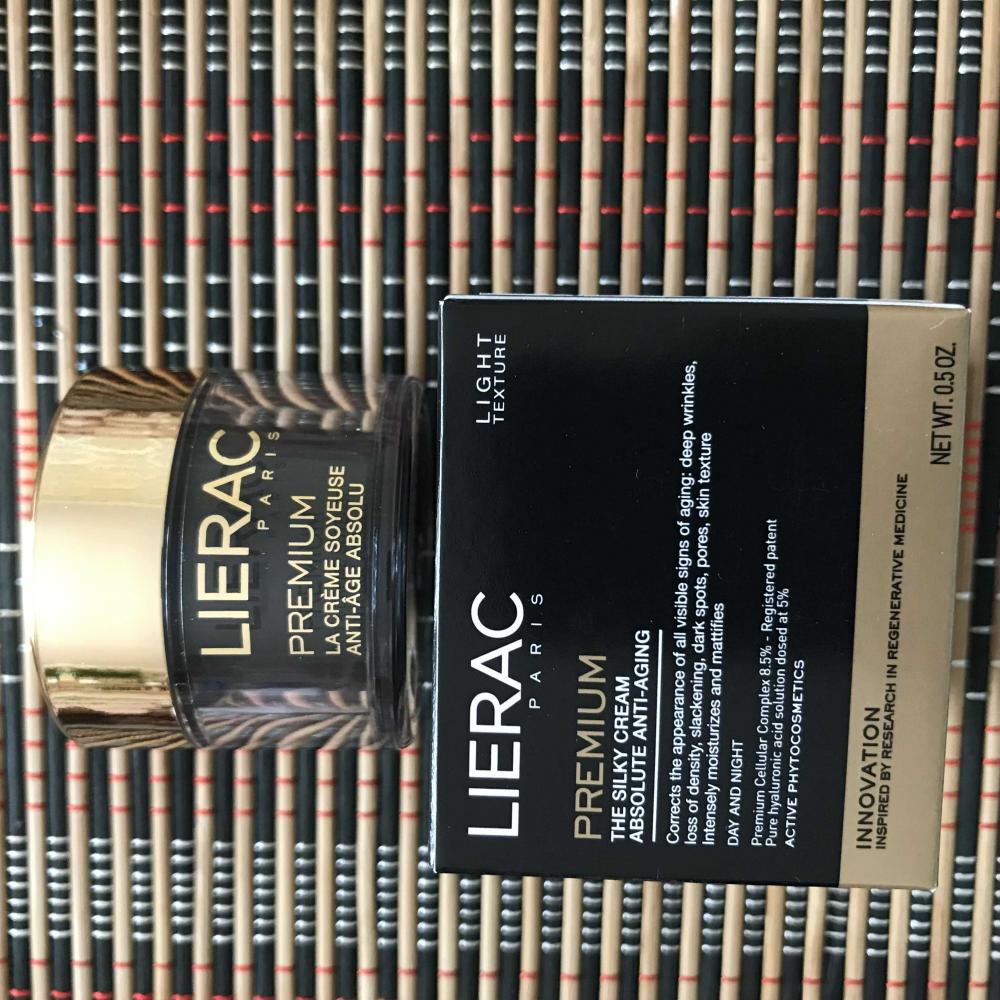 LIERAC
PARIS
PREMIUM
LA CRÈME SOYEUSE
ANTI-ÂGE ABSOLU
LIERAC
PARIS
LIGHT
TEXTURE
PREMIUM
THE SILKY CREAM
ABSOLUTE ANTI-AGING
Corrects the appearance of all visible signs of aging: deep wrinkles,
loss of density, slackening, dark spots, pores, skin texture
Intensely moisturizes and mattifies
DAY AND NIGHT
Premium Cellular Complex 8.5% - Registered patent
Pure hyaluronic acid solution dosed at 5%
ACTIVE PHYTOCOSMETICS
INNOVATION
INSPIRED BY RESEARCH IN REGENERATIVE MEDICINE
NET WT. 0.5 OZ.